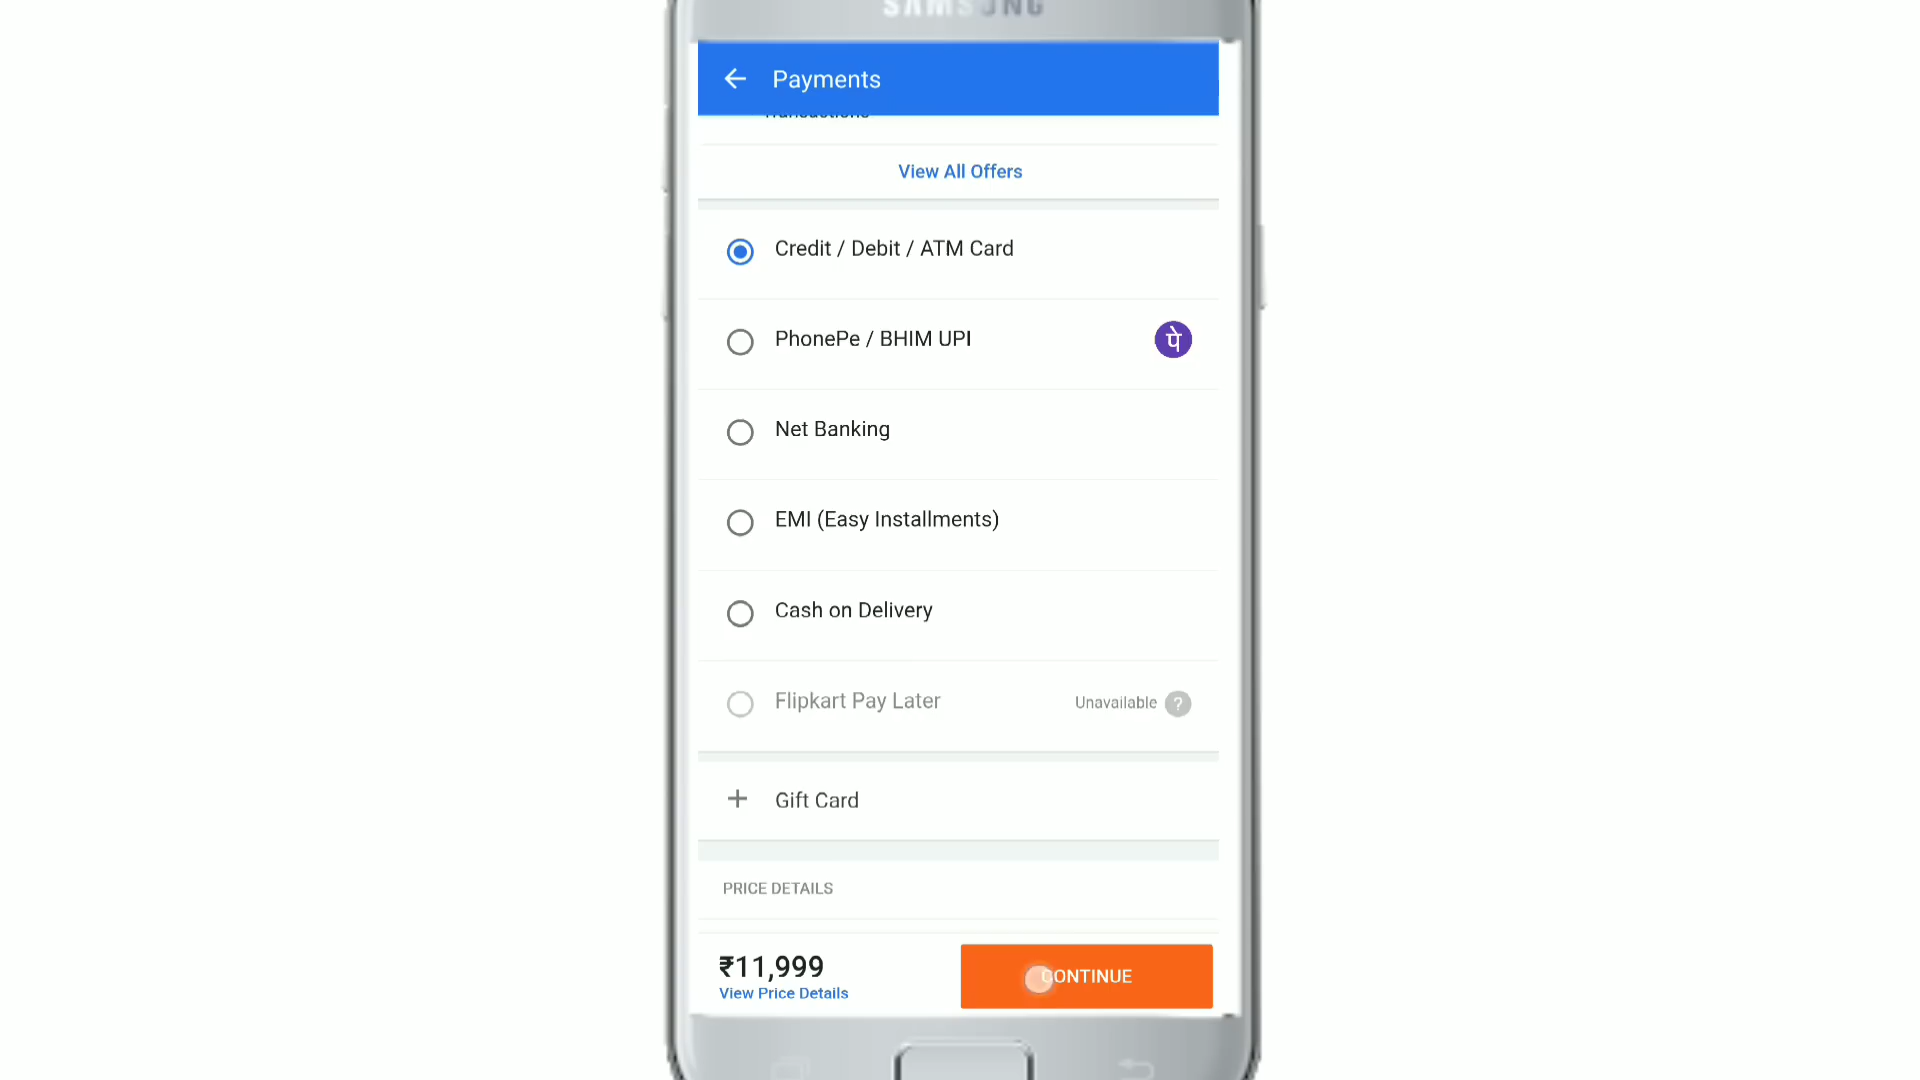 SAMSUNG
Payments
Transactions
View All Offers
Credit / Debit / ATM Card
PhonePe / BHIM UPI
पे
Net Banking
EMI (Easy Installments)
Cash on Delivery
Flipkart Pay Later
Unavailable ?
+ Gift Card
PRICE DETAILS
₹11,999
View Price Details
CONTINUE